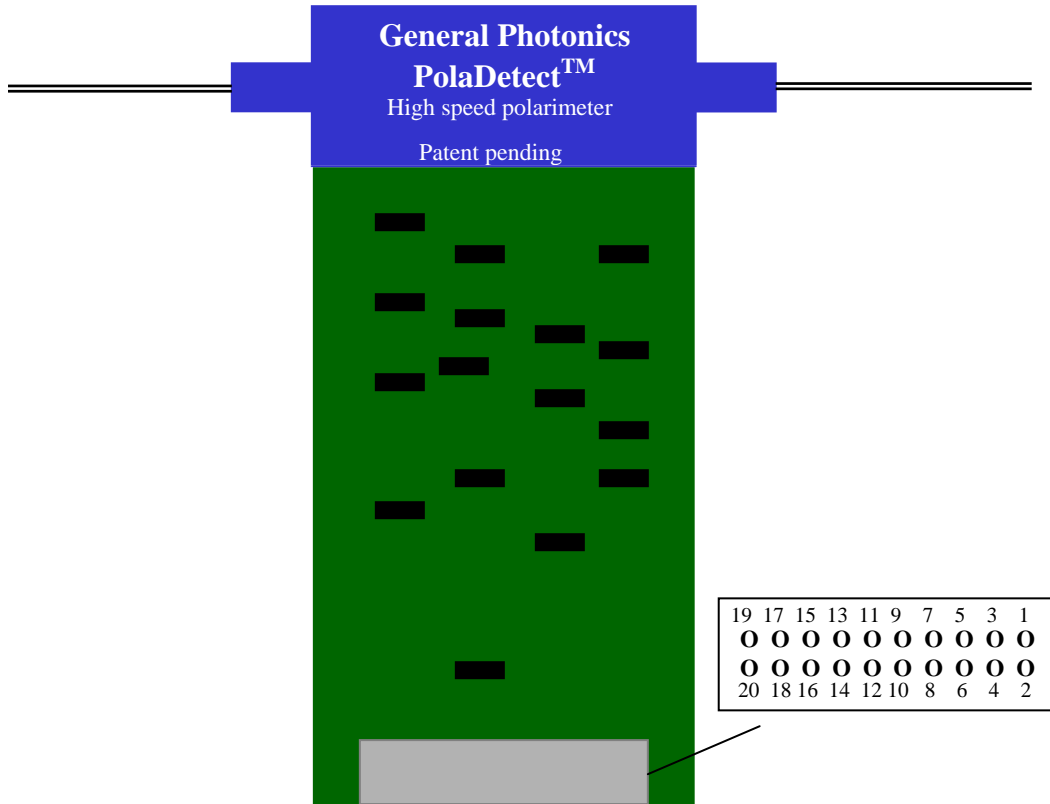 General Photonics
PolaDetect™
High speed polarimeter
Patent pending
19 17 15 13 11 9 7 5 3 1
O O O O O O O O O O
O O O O O O O O O O
20 18 16 14 12 10 8 6 4 2